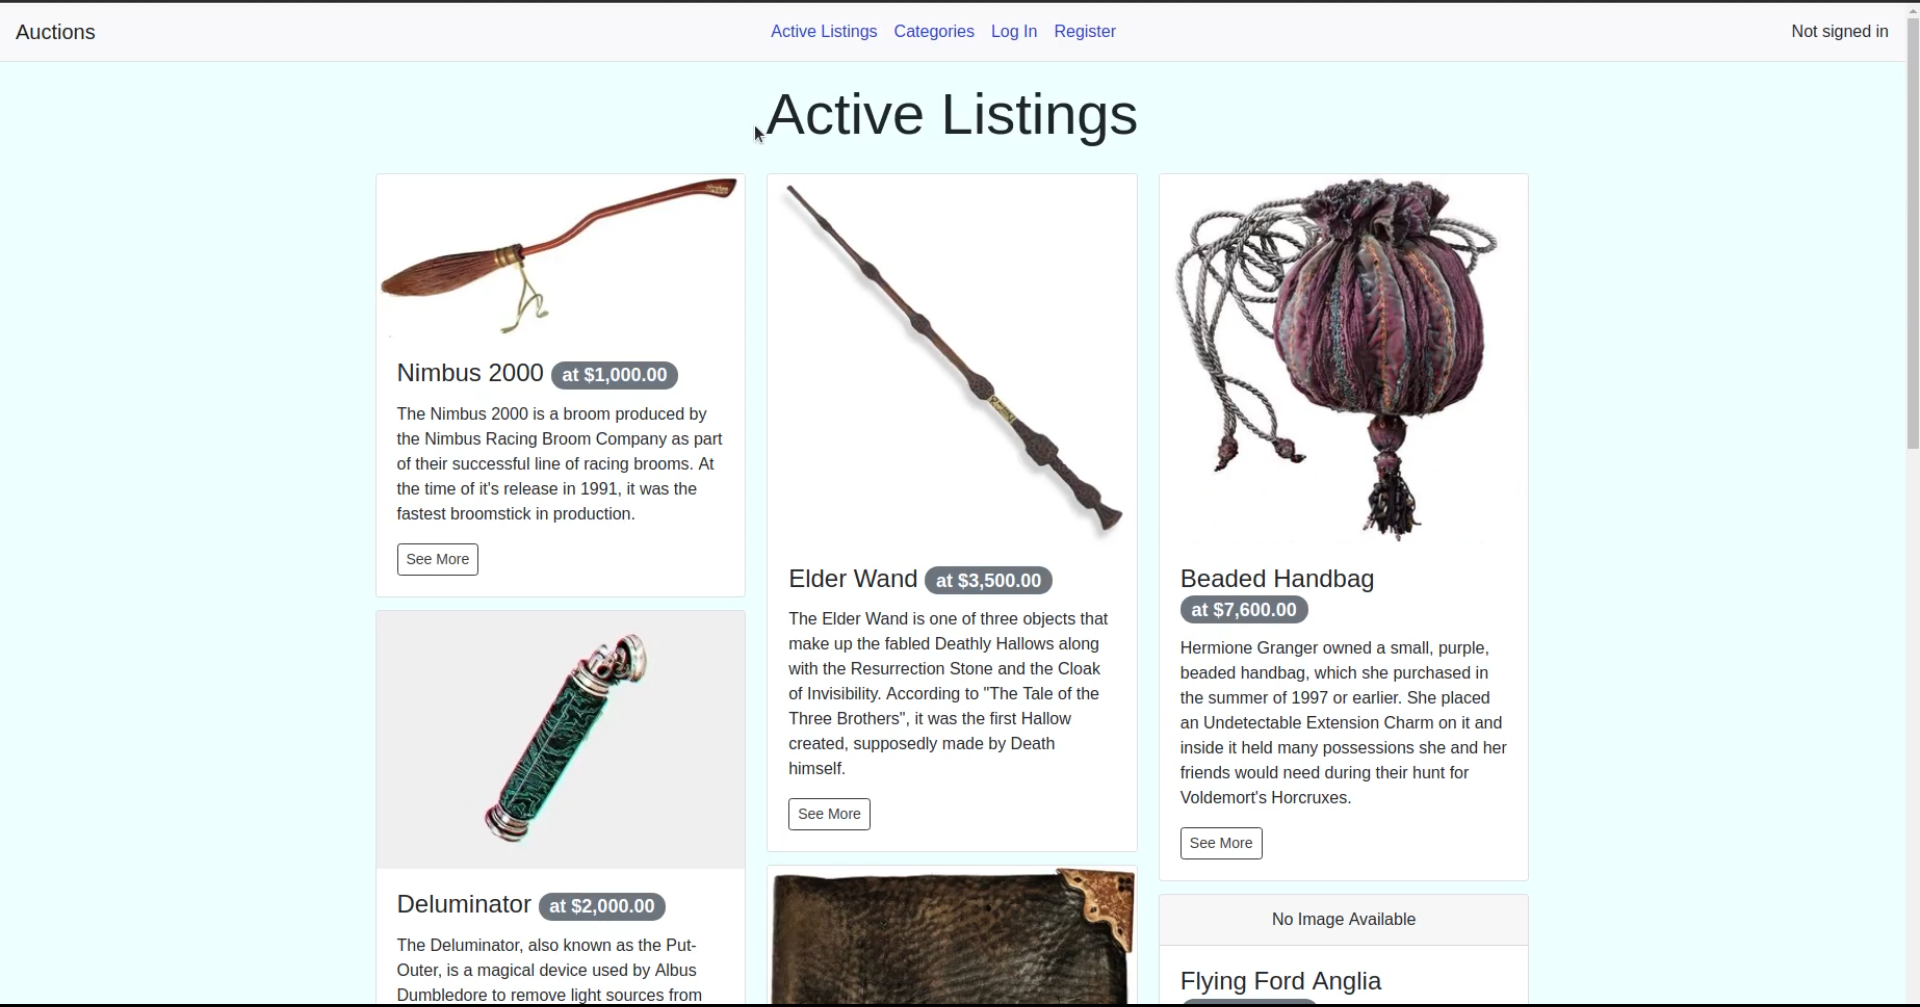 Auctions
Active Listings
Categories
Log In
Register
Not signed in
Active Listings
Nimbus 2000 at $1,000.00
The Nimbus 2000 is a broom produced by
the Nimbus Racing Broom Company as part
of their successful line of racing brooms. At
the time of it's release in 1991, it was the
fastest broomstick in production.
See More
Deluminator at $2,000.00
The Deluminator, also known as the Put-
Outer, is a magical device used by Albus
Dumbledore to remove light sources from
Elder Wand at $3,500.00
The Elder Wand is one of three objects that
make up the fabled Deathly Hallows along
with the Resurrection Stone and the Cloak
of Invisibility. According to "The Tale of the
Three Brothers", it was the first Hallow
created, supposedly made by Death
himself.
See More
Beaded Handbag
at $7,600.00
Hermione Granger owned a small, purple,
beaded handbag, which she purchased in
the summer of 1997 or earlier. She placed
an Undetectable Extension Charm on it and
inside it held many possessions she and her
friends would need during their hunt for
Voldemort's Horcruxes.
See More
No Image Available
Flying Ford Anglia